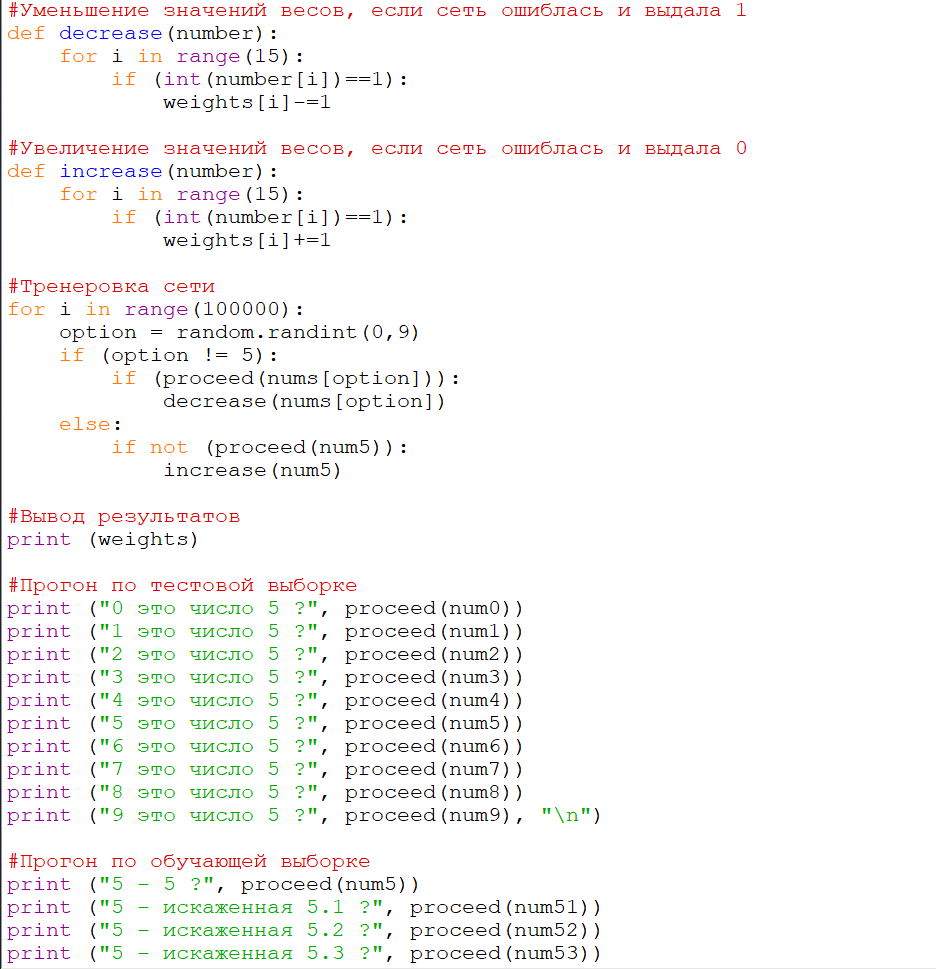 #Уменьшение значений весов, если сеть ошиблась и выдала 1
def decrease(number):
    for i in range(15):
        if (int(number[i])==1):
            weights[i]-=1

#Увеличение значений весов, если сеть ошиблась и выдала 0
def increase(number):
    for i in range(15):
        if (int(number[i])==1):
            weights[i]+=1

#Тренеровка сети
for i in range(100000):
    option = random.randint(0,9)
    if (option != 5):
        if (proceed(nums[option])):
            decrease(nums[option])
    else:
        if not (proceed(num5)):
            increase(num5)

#Вывод результатов
print (weights)

#Прогон по тестовой выборке
print ("0 это число 5 ?", proceed(num0))
print ("1 это число 5 ?", proceed(num1))
print ("2 это число 5 ?", proceed(num2))
print ("3 это число 5 ?", proceed(num3))
print ("4 это число 5 ?", proceed(num4))
print ("5 это число 5 ?", proceed(num5))
print ("6 это число 5 ?", proceed(num6))
print ("7 это число 5 ?", proceed(num7))
print ("8 это число 5 ?", proceed(num8))
print ("9 это число 5 ?", proceed(num9), "\n")

#Прогон по обучающей выборке
print ("5 - 5 ?", proceed(num5))
print ("5 - искаженная 5.1 ?", proceed(num51))
print ("5 - искаженная 5.2 ?", proceed(num52))
print ("5 - искаженная 5.3 ?", proceed(num53))